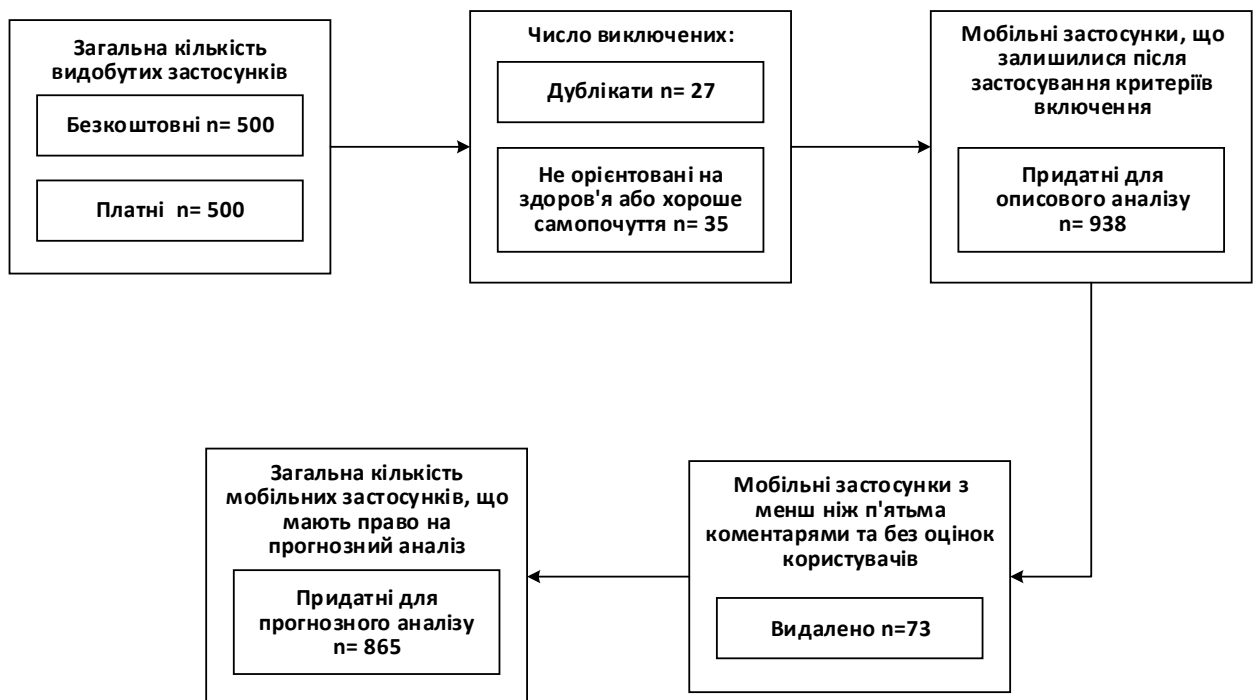 Загальна кількість
видобутих застосунків
Безкоштовні n= 500
Платні n= 500
Число виключених:
Дублікати n= 27
Не орієнтовані на
здоров'я або хороше
самопочуття n= 35
Мобільні застосунки, що
залишилися після
застосування критеріїв
включення
Придатні для
описового аналізу
n= 938
Мобільні застосунки з
менш ніж п'ятьма
коментарями та без оцінок
користувачів
Видалено n=73
Загальна кількість
мобільних застосунків, що
мають право на
прогнозний аналіз
Придатні для
прогнозного аналізу
n= 865